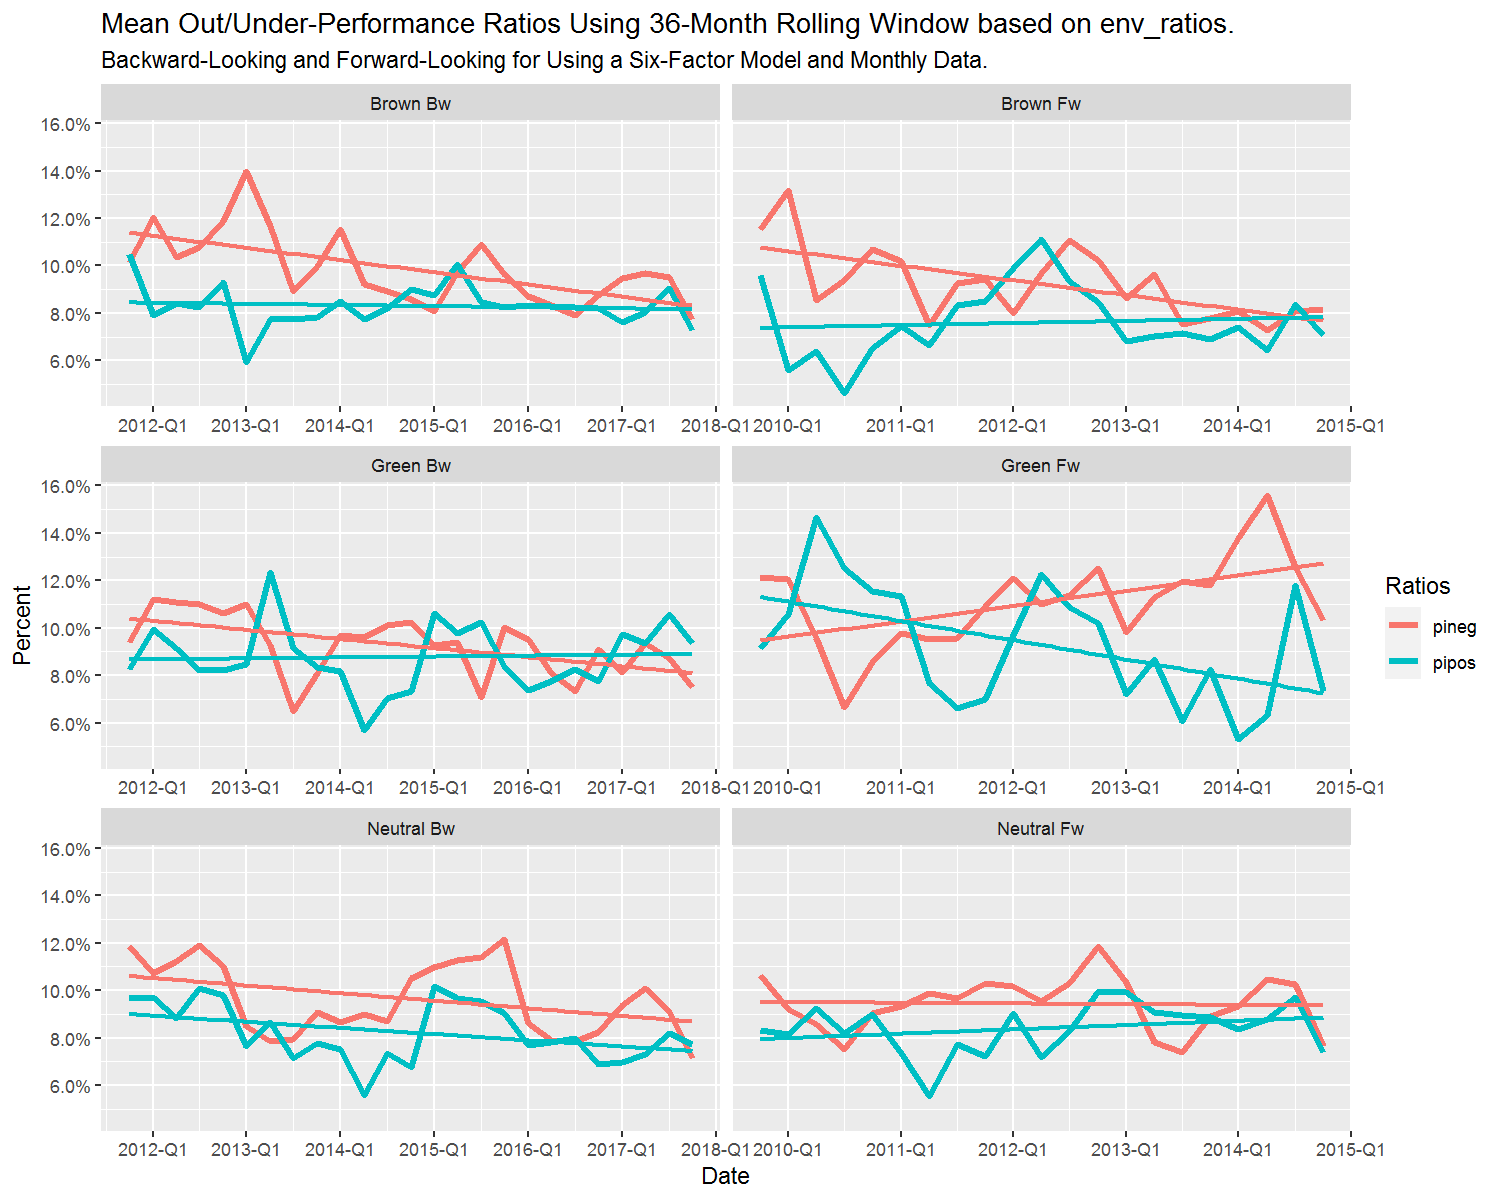 Mean Out/Under-Performance Ratios Using 36-Month Rolling Window based on env_ratios.
Backward-Looking and Forward-Looking for Using a Six-Factor Model and Monthly Data.
Brown Bw
Brown Fw
16.0%
14.0%
12.0%
10.0%
8.0%
6.0%
2012-Q1 2013-Q1 2014-Q1 2015-Q1 2016-Q1 2017-Q1 2018-Q1
2010-Q1 2011-Q1 2012-Q1 2013-Q1 2014-Q1 2015-Q1
Green Bw
Green Fw
16.0%
14.0%
12.0%
10.0%
8.0%
6.0%
2012-Q1 2013-Q1 2014-Q1 2015-Q1 2016-Q1 2017-Q1 2018-Q1
2010-Q1 2011-Q1 2012-Q1 2013-Q1 2014-Q1 2015-Q1
Neutral Bw
Neutral Fw
16.0%
14.0%
12.0%
10.0%
8.0%
6.0%
2012-Q1 2013-Q1 2014-Q1 2015-Q1 2016-Q1 2017-Q1 2018-Q1
2010-Q1 2011-Q1 2012-Q1 2013-Q1 2014-Q1 2015-Q1
Percent
Date
Ratios
pineg
pipos